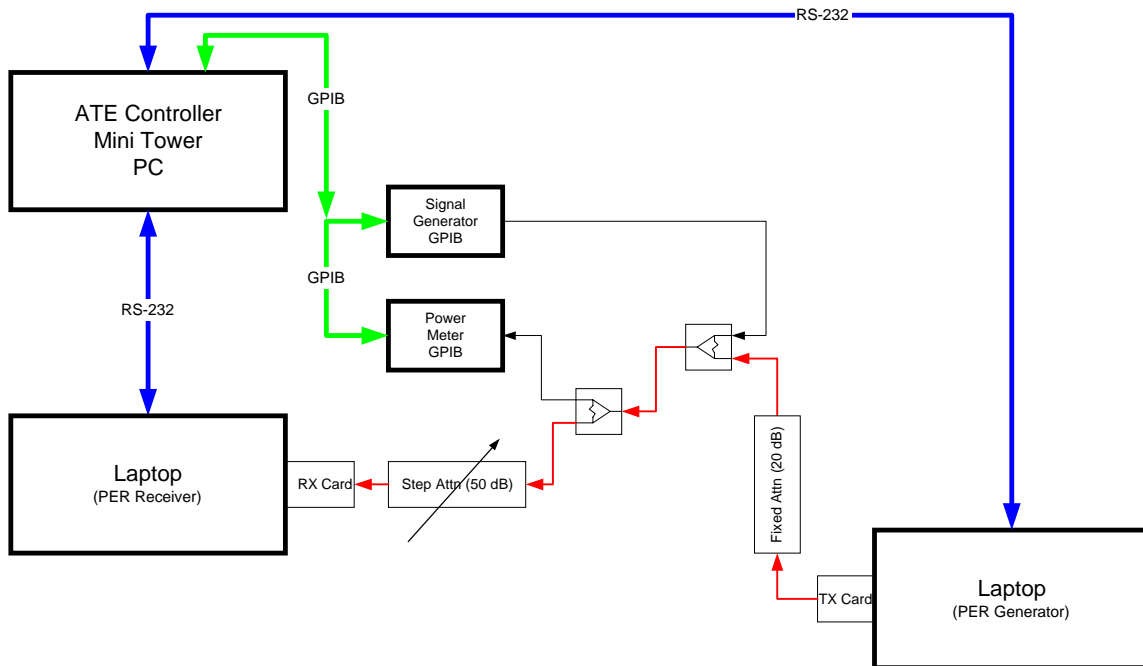 RS-232
GPIB
ATE Controller
Mini Tower
PC
Signal
Generator
GPIB
GPIB
RS-232
Power
Meter
GPIB
Laptop
(PER Receiver)
RX Card
Step Attn (50 dB)
Fixed Attn (20 dB)
TX Card
Laptop
(PER Generator)